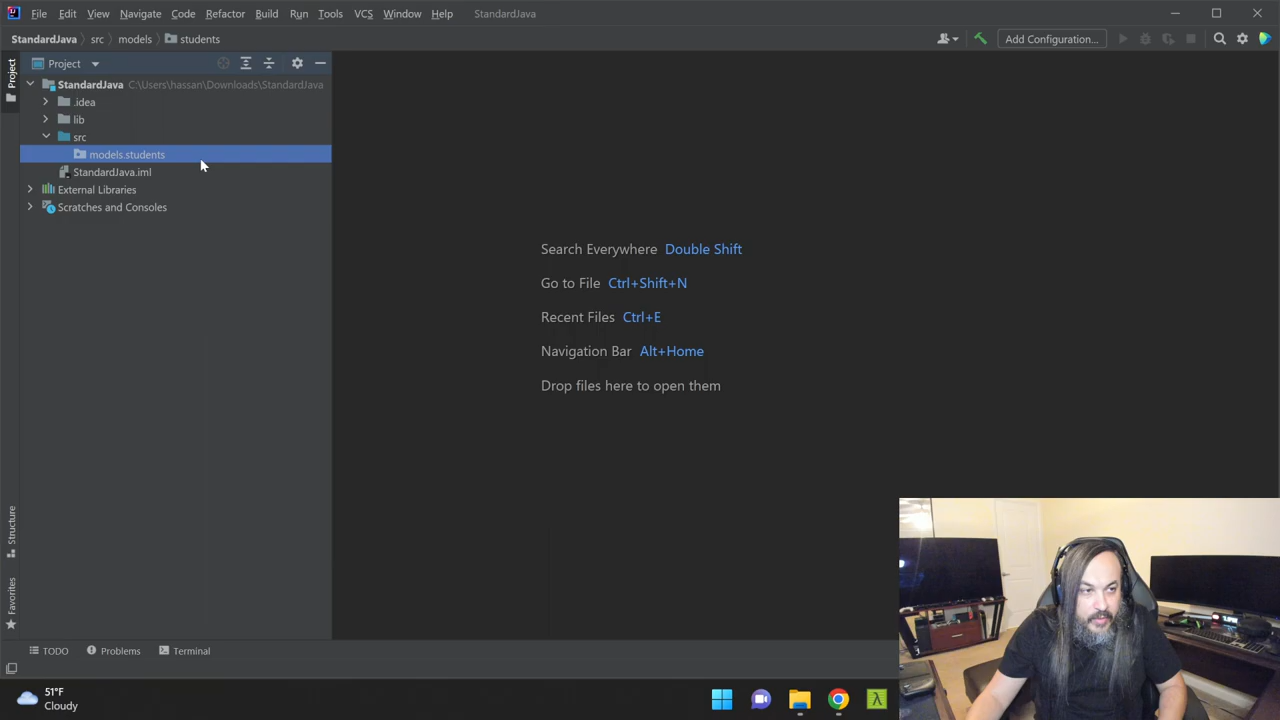 File Edit View Navigate Code Refactor Build Run Tools VCS Window Help StandardJava
StandardJava src models students
Add Configuration...
Project
Project
StandardJava C:\Users\hassan\Downloads\StandardJava
.idea
lib
src
models.students
StandardJava.iml
External Libraries
Scratches and Consoles
Search Everywhere Double Shift
Go to File Ctrl+Shift+N
Recent Files Ctrl+E
Navigation Bar Alt+Home
Drop files here to open them
Structure
Favorites
TODO Problems Terminal
51°F
Cloudy